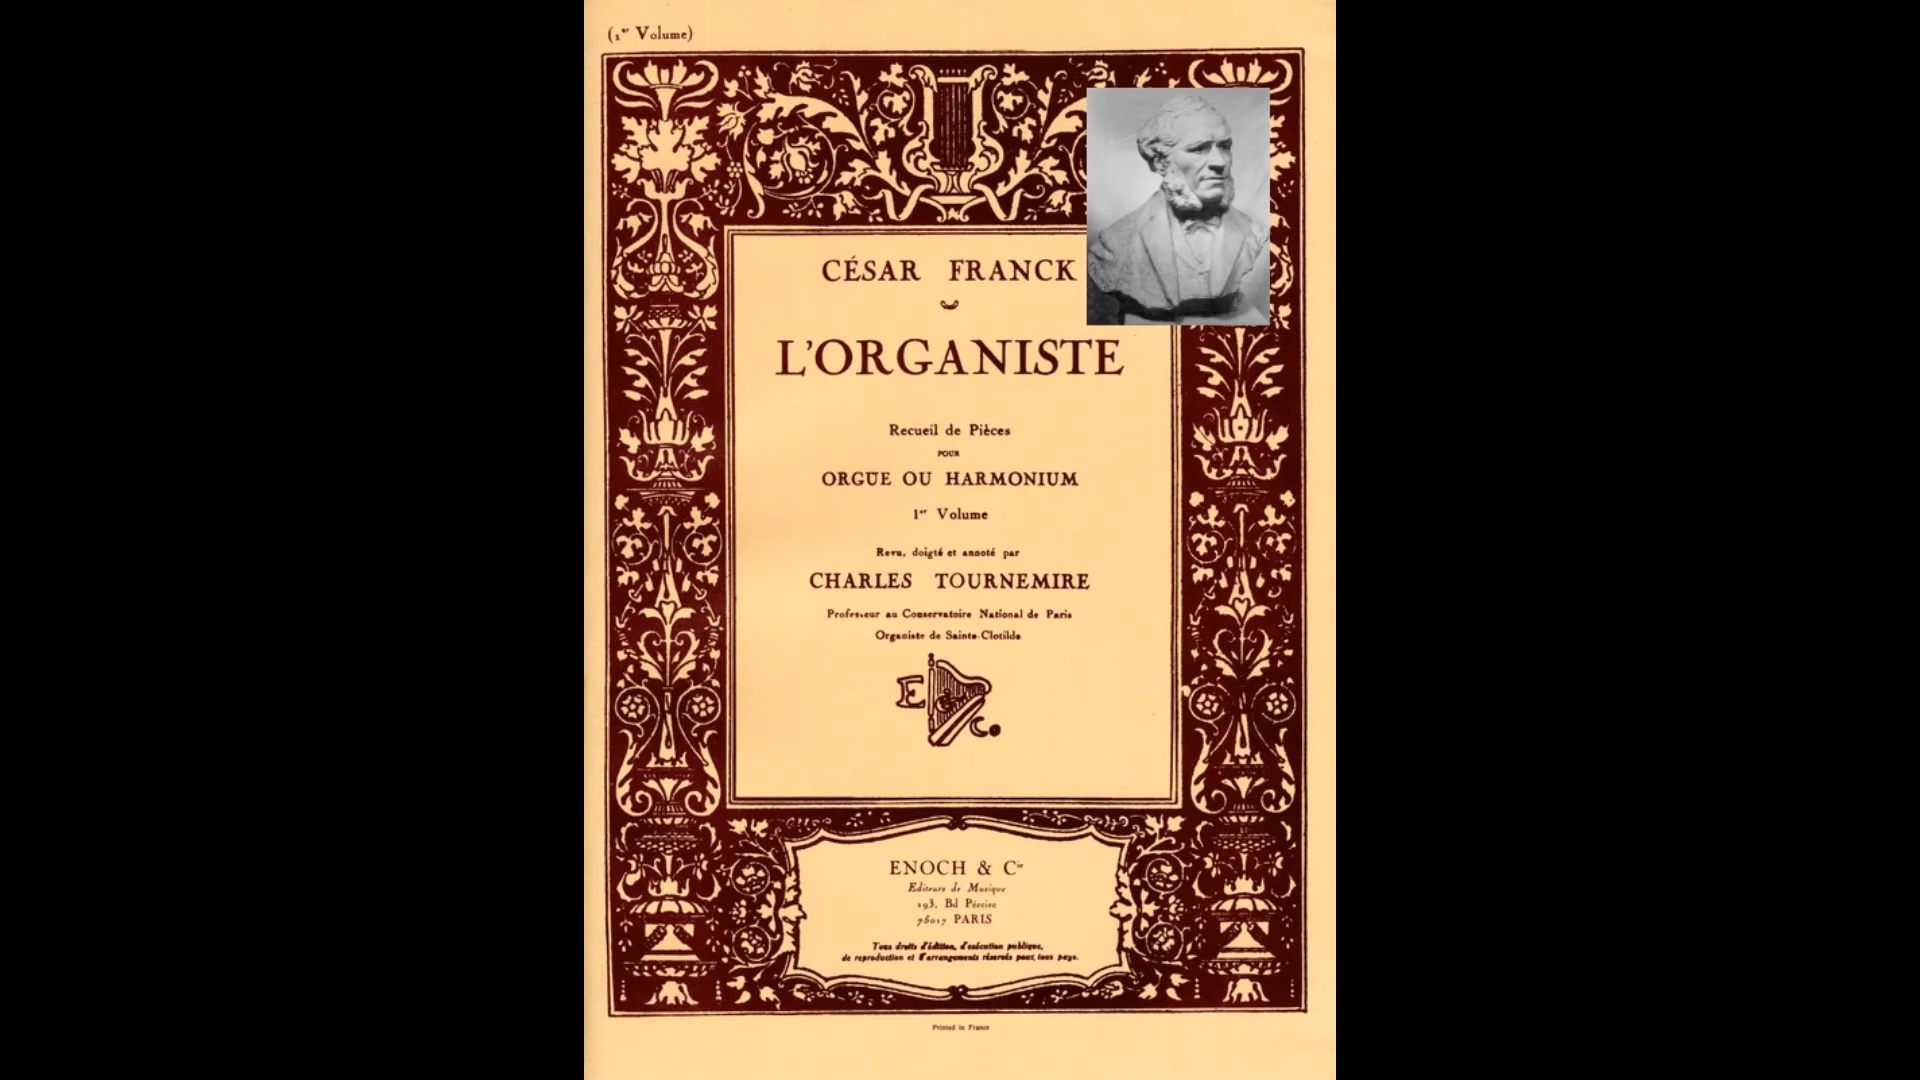 (1er Volume)
CÉSAR FRANCK
L'ORGANISTE
Recueil de Pièces
POUR
ORGUE OU HARMONIUM
1er Volume
Revu, doigté et annoté par
CHARLES TOURNEMIRE
Professeur au Conservatoire National de Paris
Organiste de Sainte-Clotilde
E Co
ENOCH & Cie
Editeurs de Musique
193, Bd Péreire
75017 PARIS
Tous droits d'édition, d'exécution publique,
de reproduction et d'arrangements réservés pour tous pays.
Printed in France